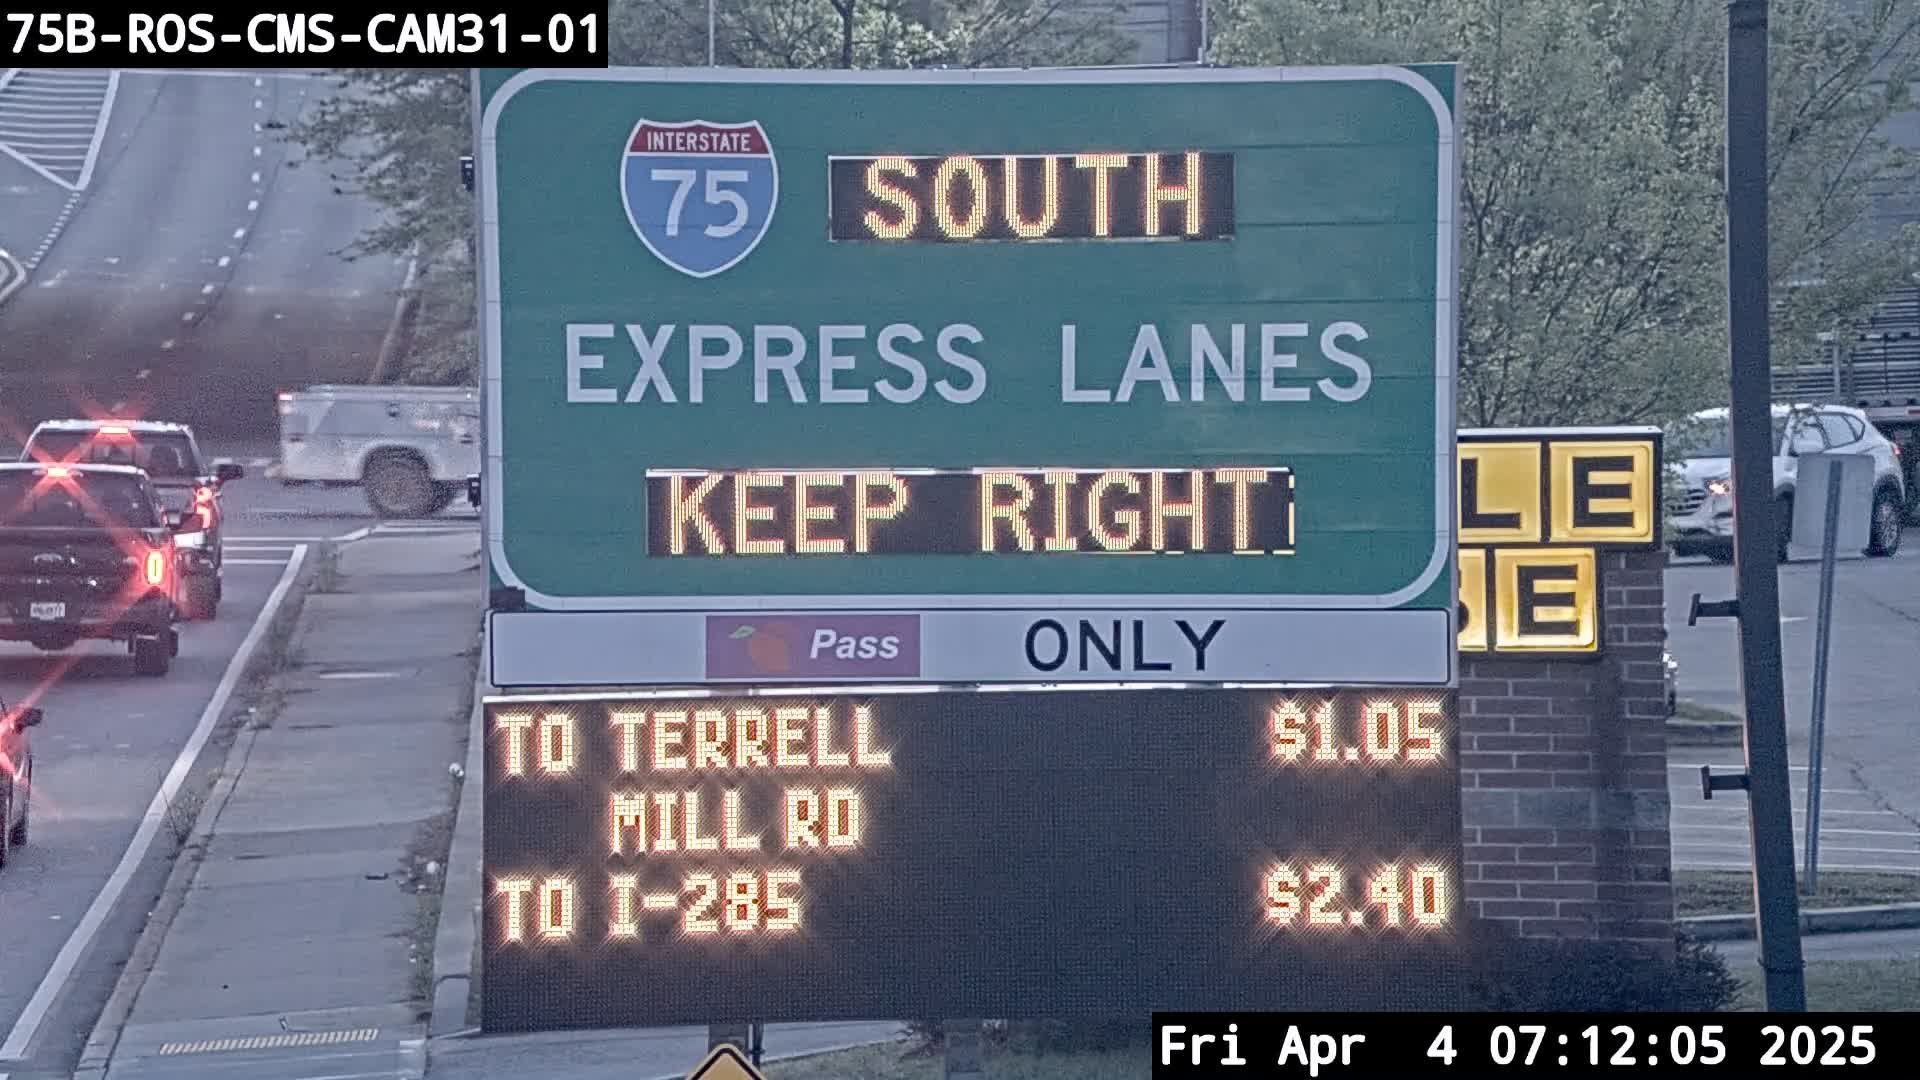 75B-ROS-CMS-CAM31-01
INTERSTATE
75
SOUTH
EXPRESS LANES
KEEP RIGHT
Pass ONLY
TO TERRELL $1.05
MILL RD
TO I-285 $2.40
LE
E
Fri Apr 4 07:12:05 2025